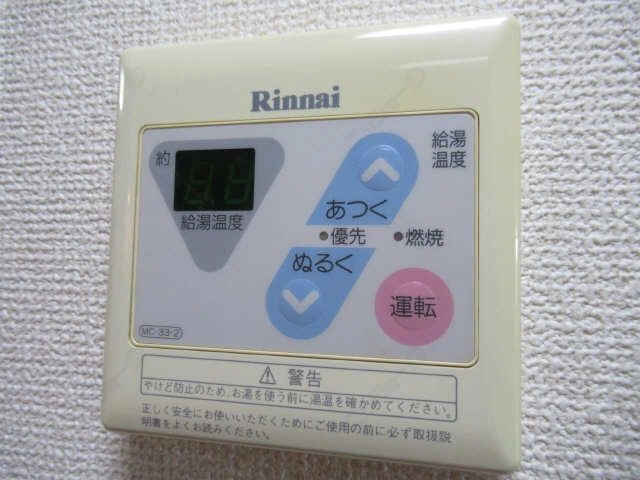 Rinnai
約
給湯温度
給湯
温度
あつく
優先
燃焼
ぬるく
運転
MC-33-2
警告
やけど防止のため、お湯を使う前に湯温を確かめてください。
正しく安全にお使いいただくためにご使用の前に必ず取扱説
明書をよくお読みください。